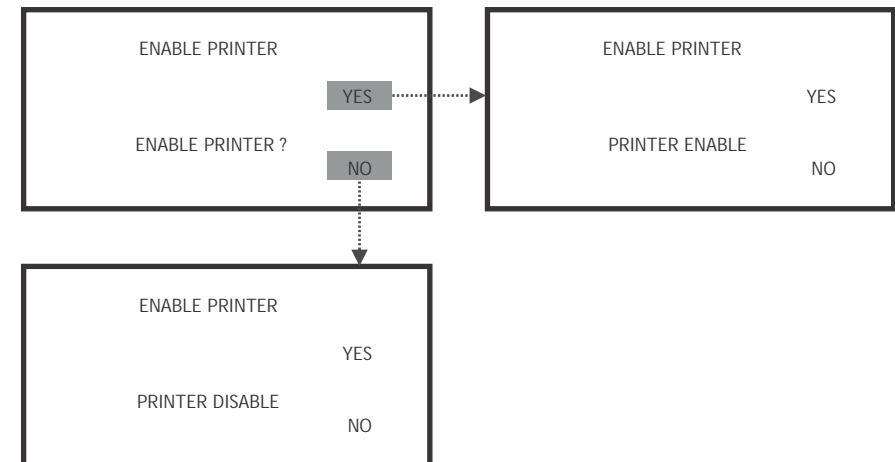 ENABLE PRINTER
YES
ENABLE PRINTER ?
NO
ENABLE PRINTER
YES
PRINTER ENABLE
NO
ENABLE PRINTER
YES
PRINTER DISABLE
NO